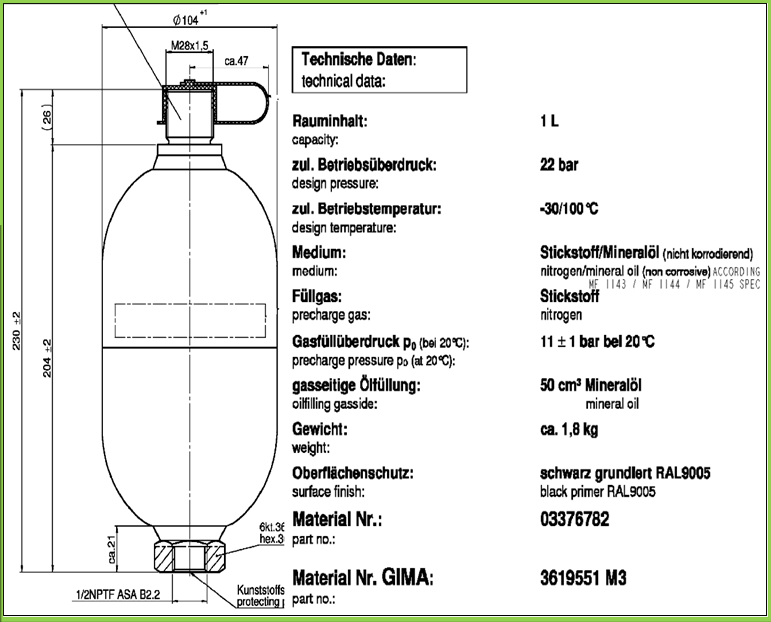 Ø104 +1
M28x1,5
ca.47
(26)
230 ±2
204 ±2
ca.21
6kt.36
hex.3
1/2NPTF ASA B2.2
Kunststoffs
protecting
Technische Daten:
technical data:
Rauminhalt: 1 L
capacity:
zul. Betriebsüberdruck: 22 bar
design pressure:
zul. Betriebstemperatur: -30/100°C
design temperature:
Medium: Stickstoff/Mineralöl (nicht korrodierend)
medium: nitrogen/mineral oil (non corrosive) ACCORDING
MF 1143 / MF 1144 / MF 1145 SPEC
Füllgas: Stickstoff
precharge gas: nitrogen
Gasfüllüberdruck p0 (bei 20°C): 11 ± 1 bar bei 20°C
precharge pressure p0 (at 20°C):
gasseitige Ölfüllung: 50 cm³ Mineralöl
oilfilling gasside: mineral oil
Gewicht: ca. 1,8 kg
weight:
Oberflächenschutz: schwarz grundiert RAL9005
surface finish: black primer RAL9005
Material Nr.: 03376782
part no.:
Material Nr. GIMA: 3619551 M3
part no.: